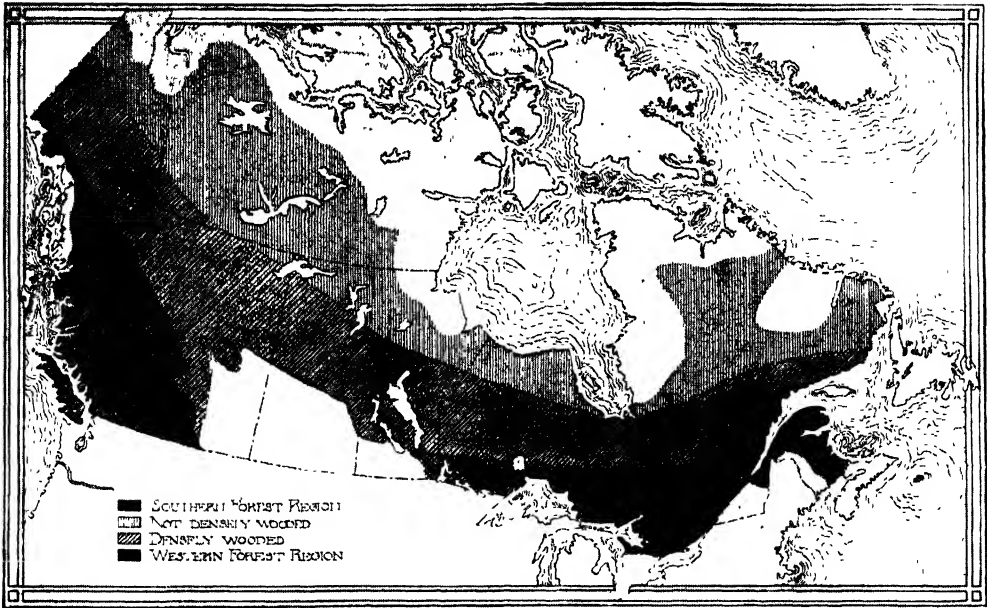 SOUTHERN FOREST REGION
NOT DENSELY WOODED
DENSELY WOODED
WESTERN FOREST REGION